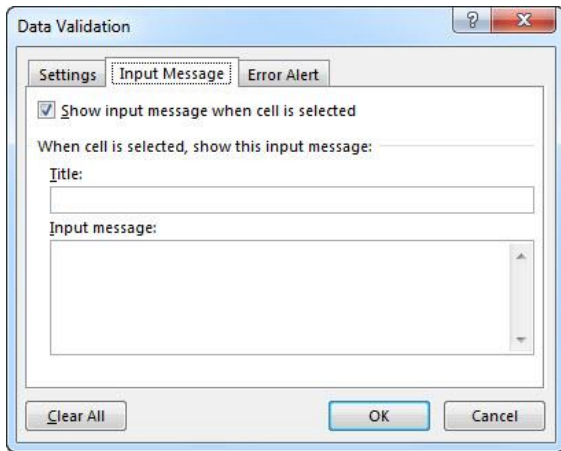 Data Validation
Settings Input Message Error Alert
Show input message when cell is selected
When cell is selected, show this input message:
Title:
Input message:
Clear All OK Cancel